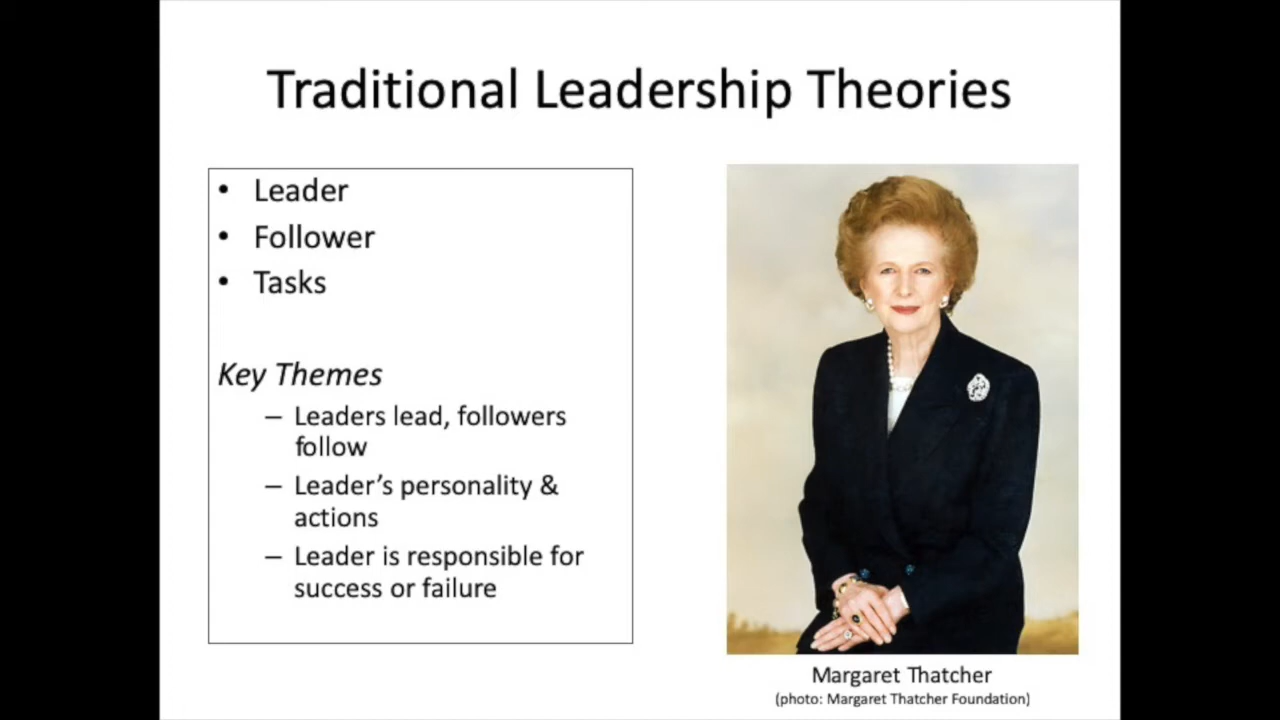 Traditional Leadership Theories
• Leader
• Follower
• Tasks
Key Themes
– Leaders lead, followers
follow
– Leader’s personality &
actions
– Leader is responsible for
success or failure
Margaret Thatcher
(photo: Margaret Thatcher Foundation)